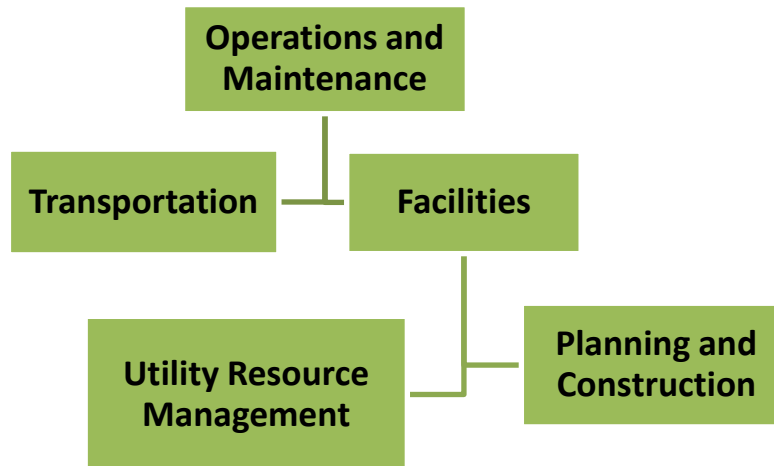 Operations and
Maintenance
Transportation
Facilities
Utility Resource
Management
Planning and
Construction